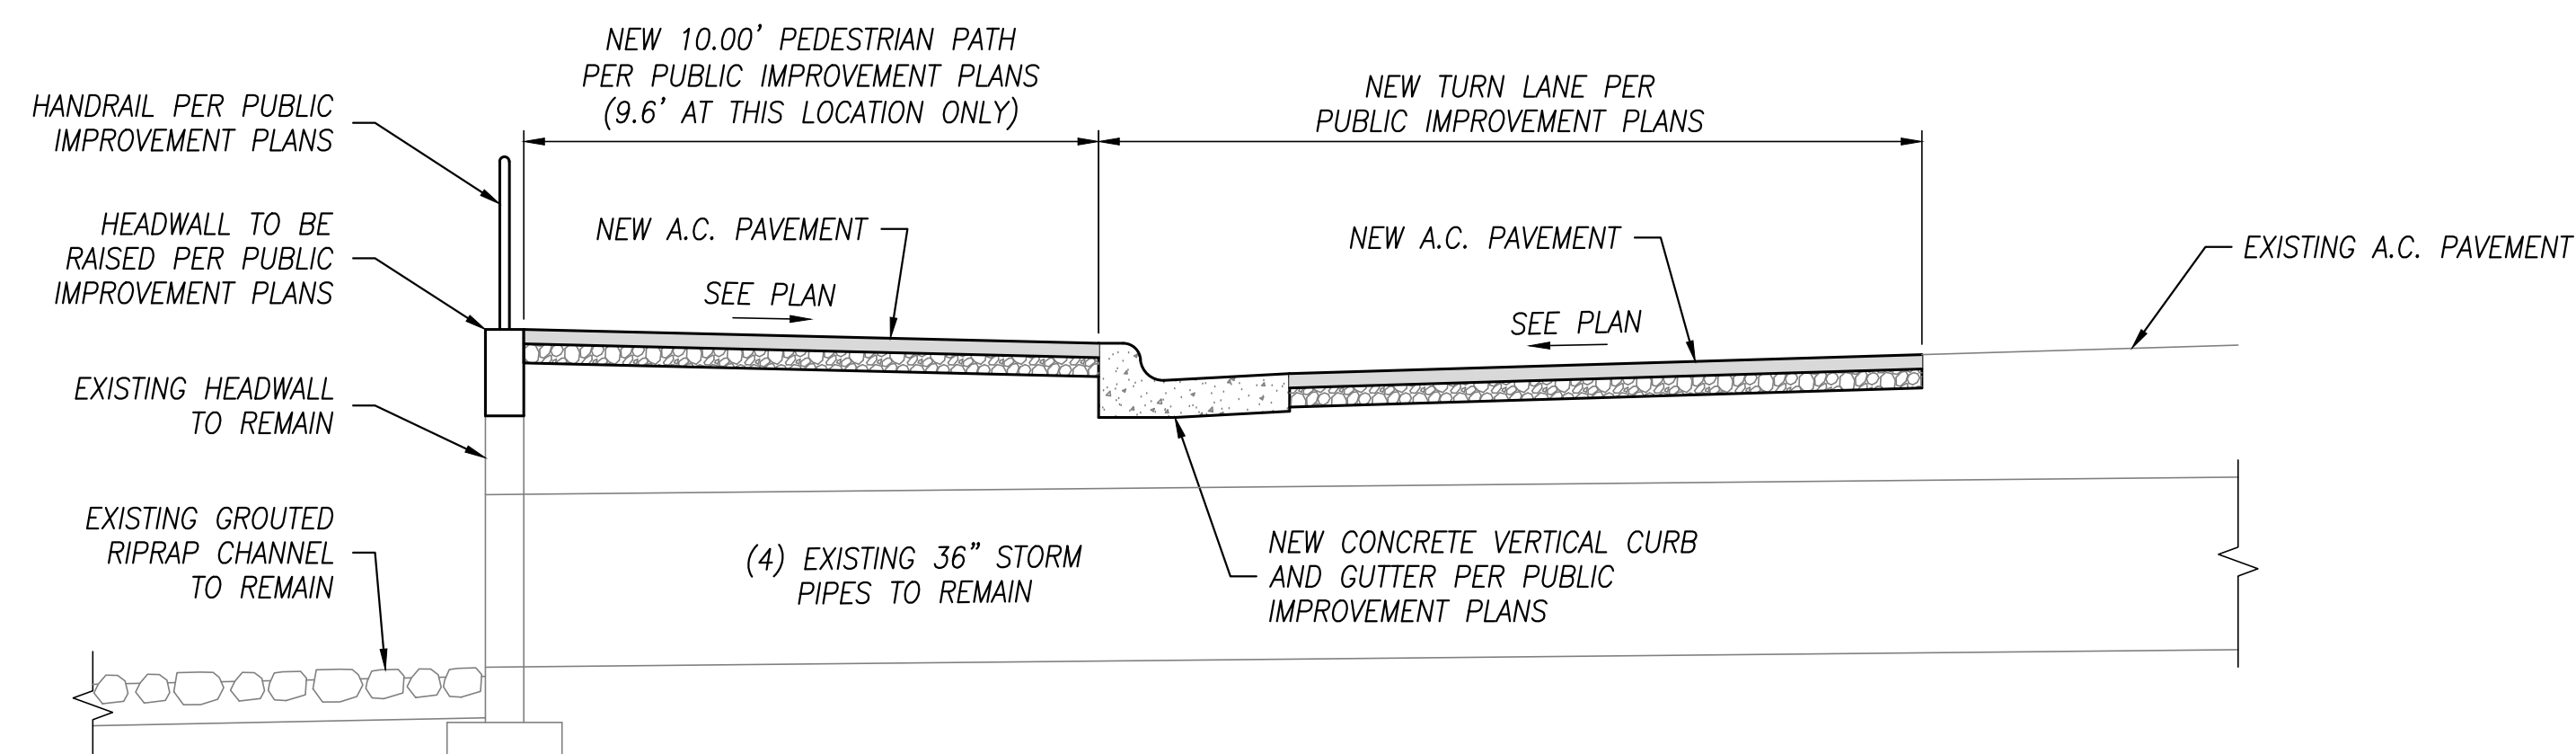 NEW 10.00' PEDESTRIAN PATH
PER PUBLIC IMPROVEMENT PLANS
(9.6' AT THIS LOCATION ONLY)
NEW TURN LANE PER
PUBLIC IMPROVEMENT PLANS
HANDRAIL PER PUBLIC
IMPROVEMENT PLANS
HEADWALL TO BE
RAISED PER PUBLIC
IMPROVEMENT PLANS
NEW A.C. PAVEMENT
SEE PLAN
NEW A.C. PAVEMENT
SEE PLAN
EXISTING A.C. PAVEMENT
EXISTING HEADWALL
TO REMAIN
EXISTING GROUTED
RIPRAP CHANNEL
TO REMAIN
(4) EXISTING 36" STORM
PIPES TO REMAIN
NEW CONCRETE VERTICAL CURB
AND GUTTER PER PUBLIC
IMPROVEMENT PLANS